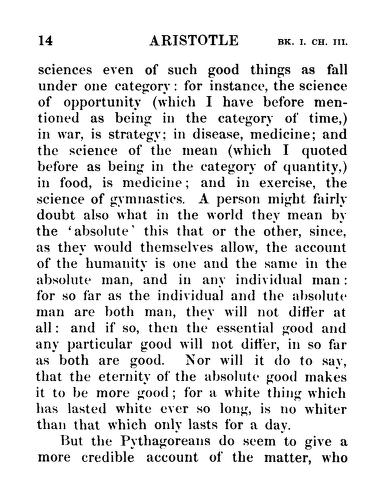 14 ARISTOTLE BK. I. CH. III.
sciences even of such good things as fall
under one category: for instance, the science
of opportunity (which I have before men-
tioned as being in the category of time,)
in war, is strategy; in disease, medicine; and
the science of the mean (which I quoted
before as being in the category of quantity,)
in food, is medicine; and in exercise, the
science of gymnastics. A person might fairly
doubt also what in the world they mean by
the 'absolute' this that or the other, since,
as they would themselves allow, the account
of the humanity is one and the same in the
absolute man, and in any individual man:
for so far as the individual and the absolute
man are both man, they will not differ at
all: and if so, then the essential good and
any particular good will not differ, in so far
as both are good. Nor will it do to say,
that the eternity of the absolute good makes
it to be more good; for a white thing which
has lasted white ever so long, is no whiter
than that which only lasts for a day.
But the Pythagoreans do seem to give a
more credible account of the matter, who